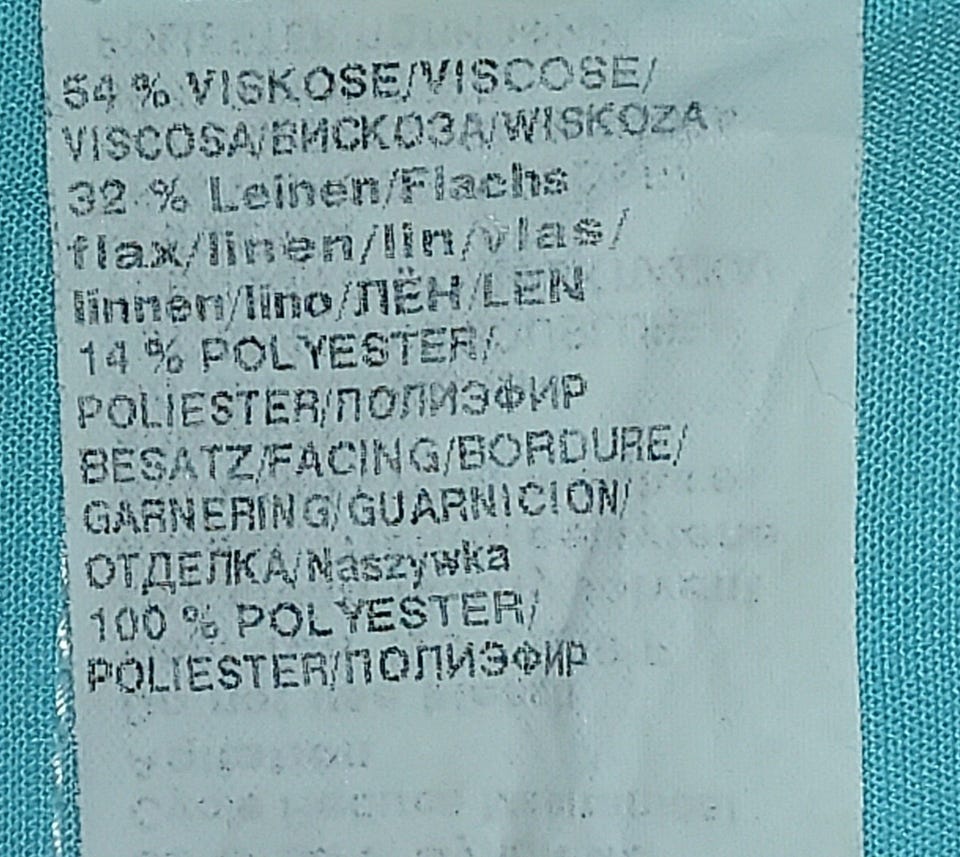 54 % VISKOSE/VISCOSE/
VISCOSA/ВИСКОЗА/WISKOZA
32 % Leinen/Flachs
flax/linen/lin/vlas/
linnen/lino/ЛЁН/LEN
14 % POLYESTER/
POLIESTER/ПОЛИЭФИР
BESATZ/FACING/BORDURE/
GARNERING/GUARNICION/
ОТДЕЛКА/Naszywka
100 % POLYESTER/
POLIESTER/ПОЛИЭФИР